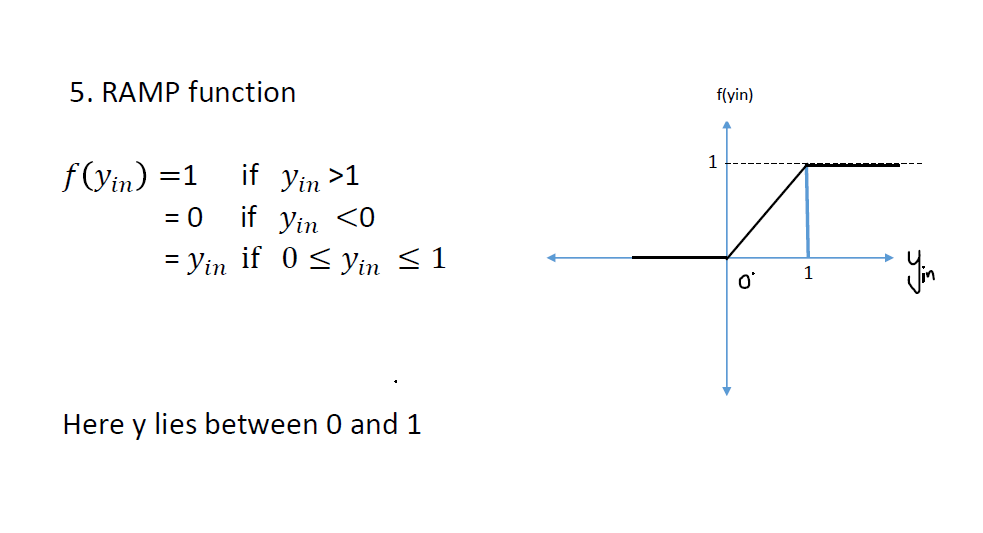 5. RAMP function
f(yin) =1 if yin >1
= 0 if yin <0
= yin if 0 ≤ yin ≤ 1
Here y lies between 0 and 1
f(yin)
1
0
1
yin